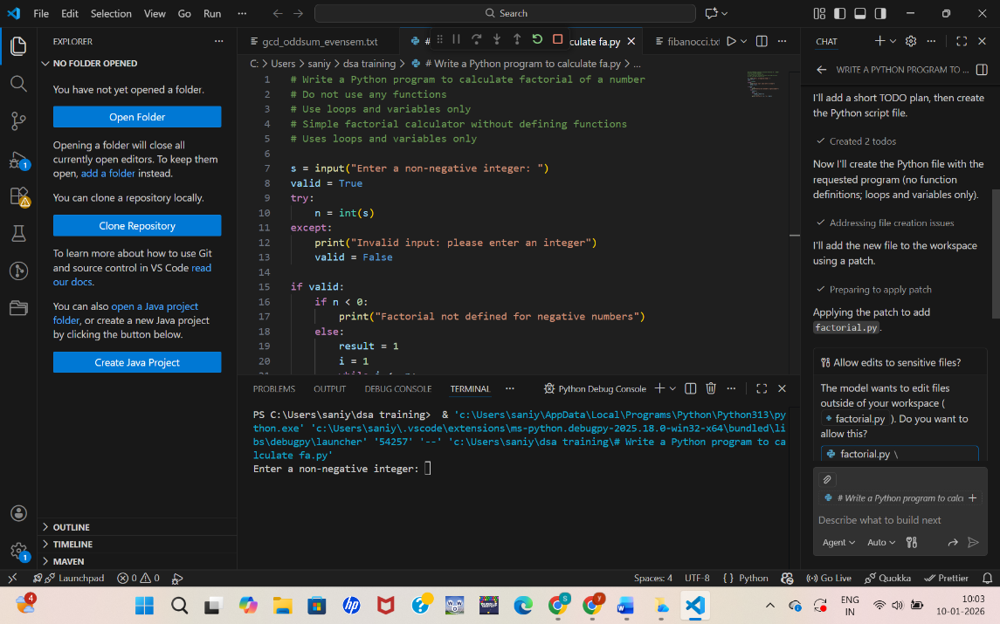 File Edit Selection View Go Run ··· Search
EXPLORER ···
NO FOLDER OPENED
You have not yet opened a folder.
Open Folder
Opening a folder will close all
currently open editors. To keep them
open, add a folder instead.
You can clone a repository locally.
Clone Repository
To learn more about how to use Git
and source control in VS Code read
our docs.
You can also open a Java project
folder, or create a new Java project
by clicking the button below.
Create Java Project
OUTLINE
TIMELINE
MAVEN
1
1
gcd_oddsum_evensem.txt # culate fa.py fibanocci.txt ···
C: > Users > saniy > dsa training > # Write a Python program to calculate fa.py > ...
1 # Write a Python program to calculate factorial of a number
2 # Do not use any functions
3 # Use loops and variables only
4 # Simple factorial calculator without defining functions
5 # Uses loops and variables only
6
7 s = input("Enter a non-negative integer: ")
8 valid = True
9 try:
10 n = int(s)
11 except:
12 print("Invalid input: please enter an integer")
13 valid = False
14
15 if valid:
16 if n < 0:
17 print("Factorial not defined for negative numbers")
18 else:
19 result = 1
20 i = 1
PROBLEMS OUTPUT DEBUG CONSOLE TERMINAL ··· Python Debug Console ···
PS C:\Users\saniy\dsa training> & 'c:\Users\saniy\AppData\Local\Programs\Python\Python313\py
thon.exe' 'c:\Users\saniy\.vscode\extensions\ms-python.debugpy-2025.18.0-win32-x64\bundled\li
bs\debugpy\launcher' '54257' '--' 'c:\Users\saniy\dsa training\# Write a Python program to ca
lculate fa.py'
Enter a non-negative integer:
CHAT ···
WRITE A PYTHON PROGRAM TO ...
I'll add a short TODO plan, then create
the Python script file.
Created 2 todos
Now I'll create the Python file with the
requested program (no function
definitions; loops and variables only).
Addressing file creation issues
I'll add the new file to the workspace
using a patch.
Preparing to apply patch
Applying the patch to add
factorial.py.
Allow edits to sensitive files?
The model wants to edit files
outside of your workspace (
factorial.py ). Do you want to
allow this?
factorial.py \
# Write a Python program to calcu
Describe what to build next
Agent Auto
Launchpad 0 0 Spaces: 4 UTF-8 { } Python Go Live Quokka Prettier
4 hp S y W ENG 10:03
IN 10-01-2026